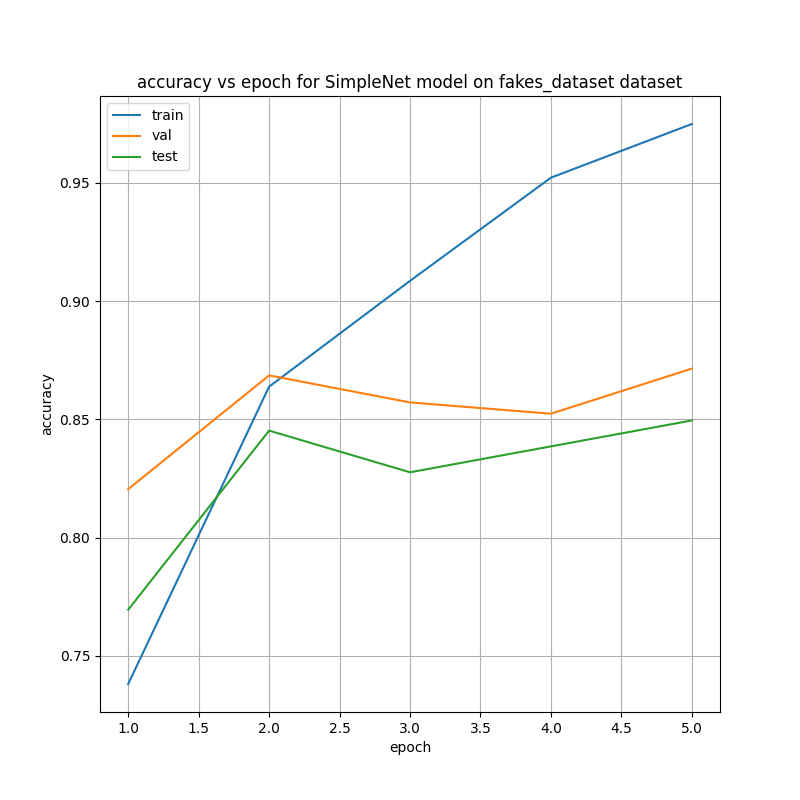 accuracy vs epoch for SimpleNet model on fakes_dataset dataset
train
val
test
0.95
0.90
0.85
0.80
0.75
accuracy
1.0 1.5 2.0 2.5 3.0 3.5 4.0 4.5 5.0
epoch